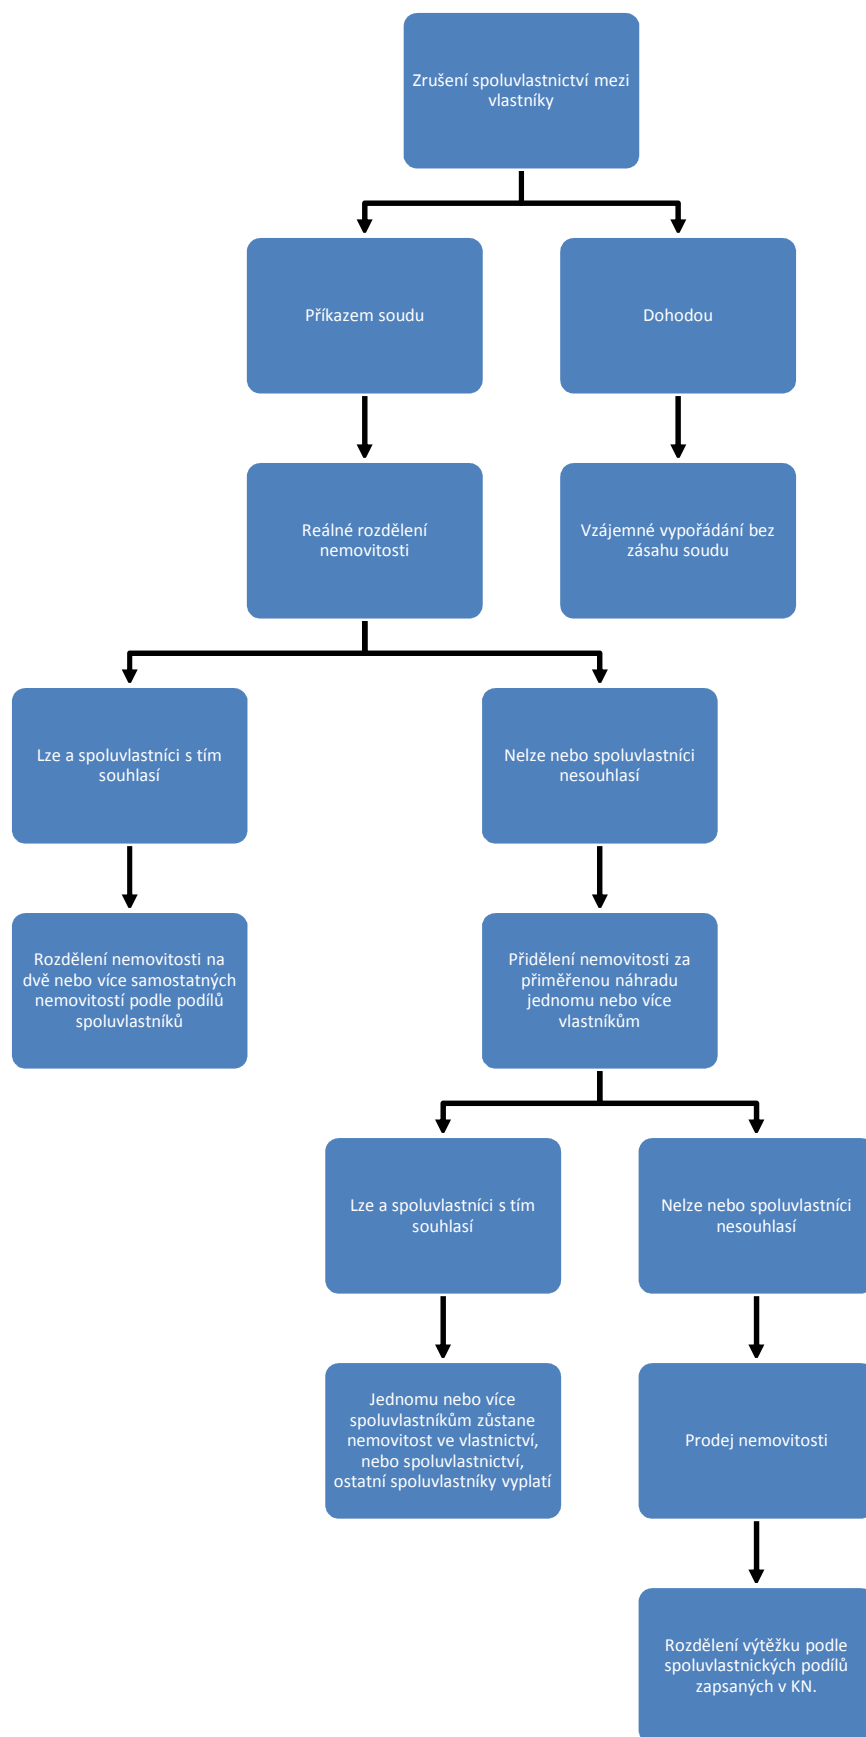 Zrušení spoluvlastnictví mezi
vlastníky
Příkazem soudu
Dohodou
Reálné rozdělení
nemovitosti
Vzájemné vypořádání bez
zásahu soudu
Lze a spoluvlastníci s tím
souhlasí
Nelze nebo spoluvlastníci
nesouhlasí
Rozdělení nemovitosti na
dvě nebo více samostatných
nemovitostí podle podílů
spoluvlastníků
Přidělení nemovitosti za
přiměřenou náhradu
jednomu nebo více
vlastníkům
Lze a spoluvlastníci s tím
souhlasí
Nelze nebo spoluvlastníci
nesouhlasí
Jednomu nebo více
spoluvlastníkům zůstane
nemovitost ve vlastnictví,
nebo spoluvlastnictví,
ostatní spoluvlastníky vyplatí
Prodej nemovitosti
Rozdělení výtěžku podle
spoluvlastnických podílů
zapsaných v KN.